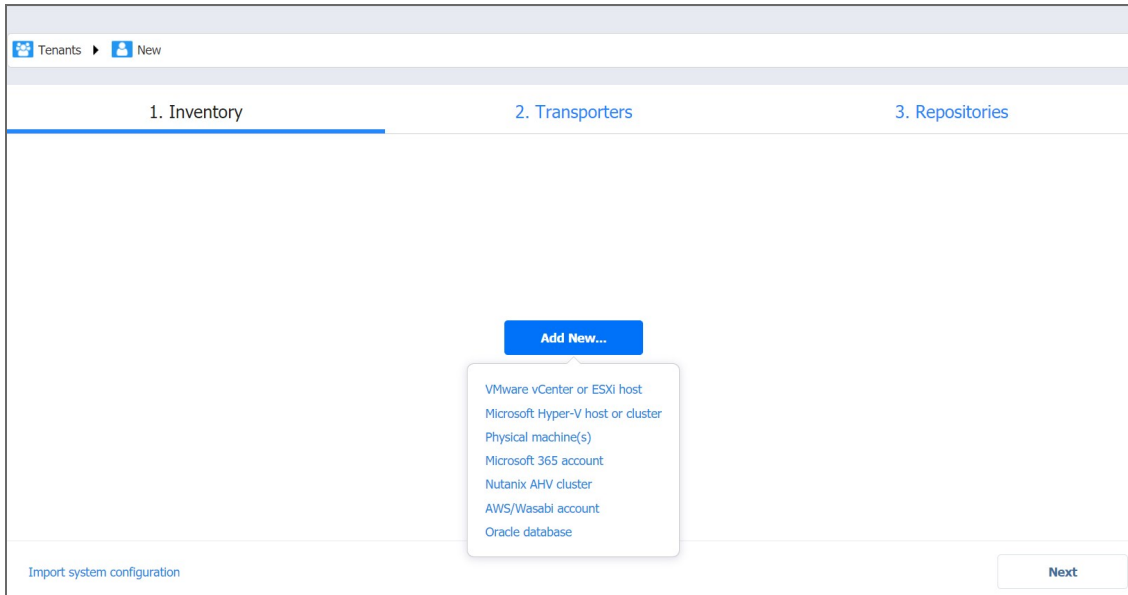 Tenants New
1. Inventory 2. Transporters 3. Repositories
Add New...
VMware vCenter or ESXi host
Microsoft Hyper-V host or cluster
Physical machine(s)
Microsoft 365 account
Nutanix AHV cluster
AWS/Wasabi account
Oracle database
Import system configuration Next